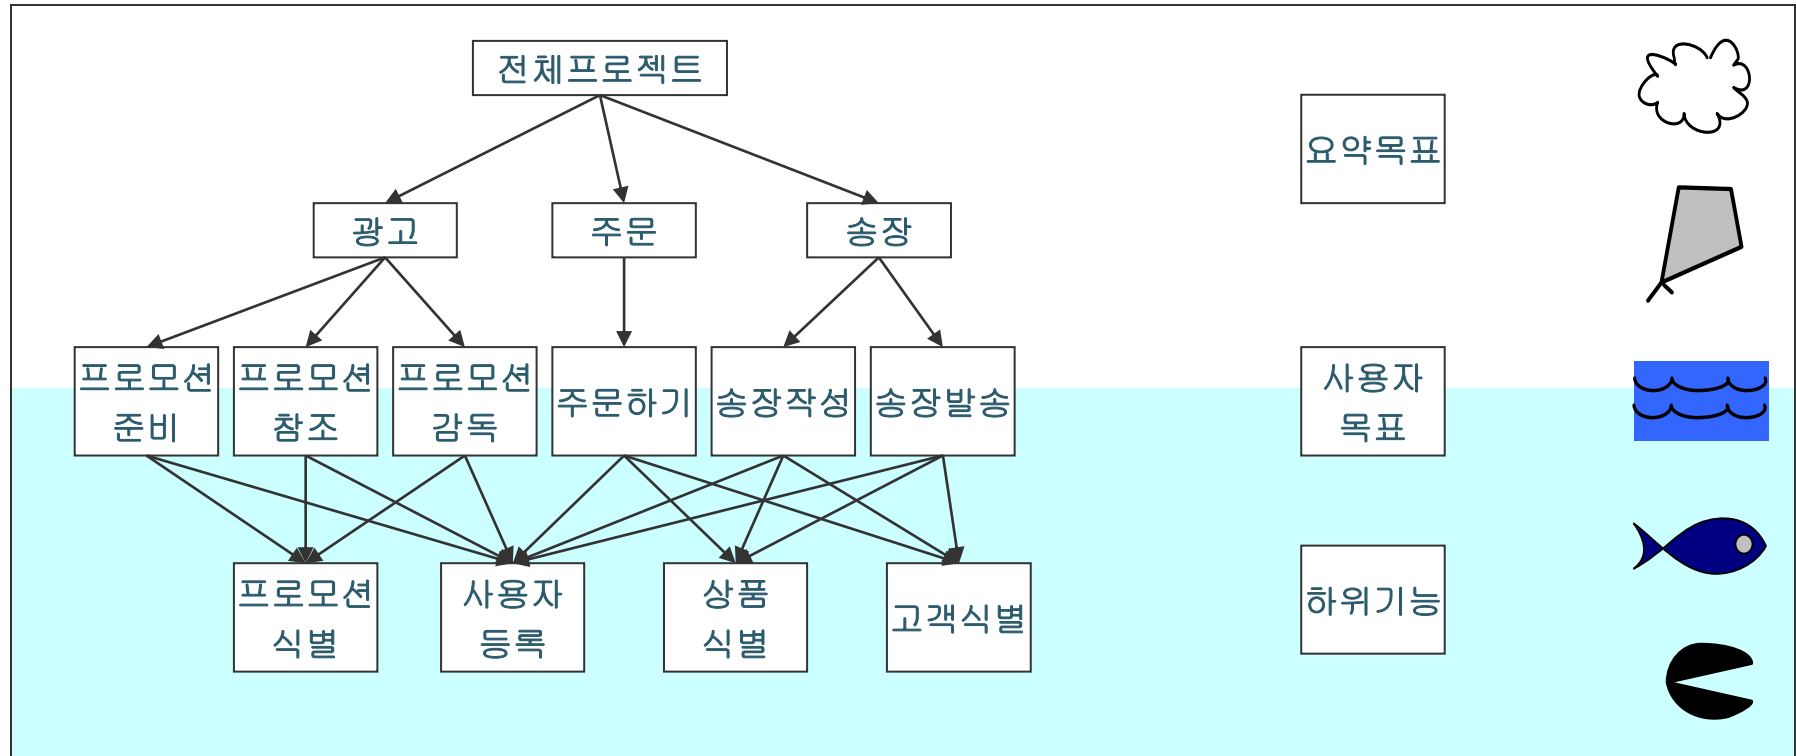 전체프로젝트
요약목표
광고
주문
송장
프로모션
준비
프로모션
참조
프로모션
감독
주문하기
송장작성
송장발송
사용자
목표
프로모션
식별
사용자
등록
상품
식별
고객식별
하위기능